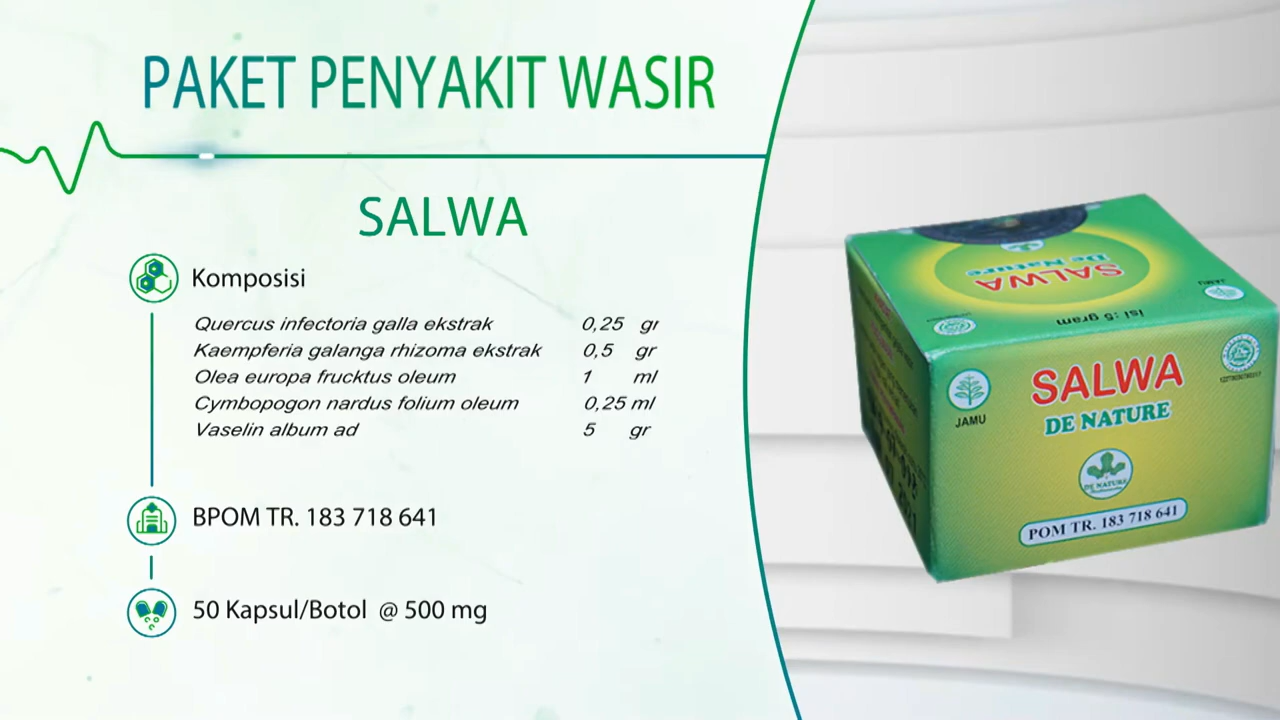 PAKET PENYAKIT WASIR
SALWA
Komposisi
Quercus infectoria galla ekstrak 0,25 gr
Kaempferia galanga rhizoma ekstrak 0,5 gr
Olea europa frucktus oleum 1 ml
Cymbopogon nardus folium oleum 0,25 ml
Vaselin album ad 5 gr
BPOM TR. 183 718 641
50 Kapsul/Botol @ 500 mg
SALWA
De Nature
JAMU
isi : 5 gram
SALWA
DE NATURE
JAMU
DE NATURE
POM TR. 183 718 641